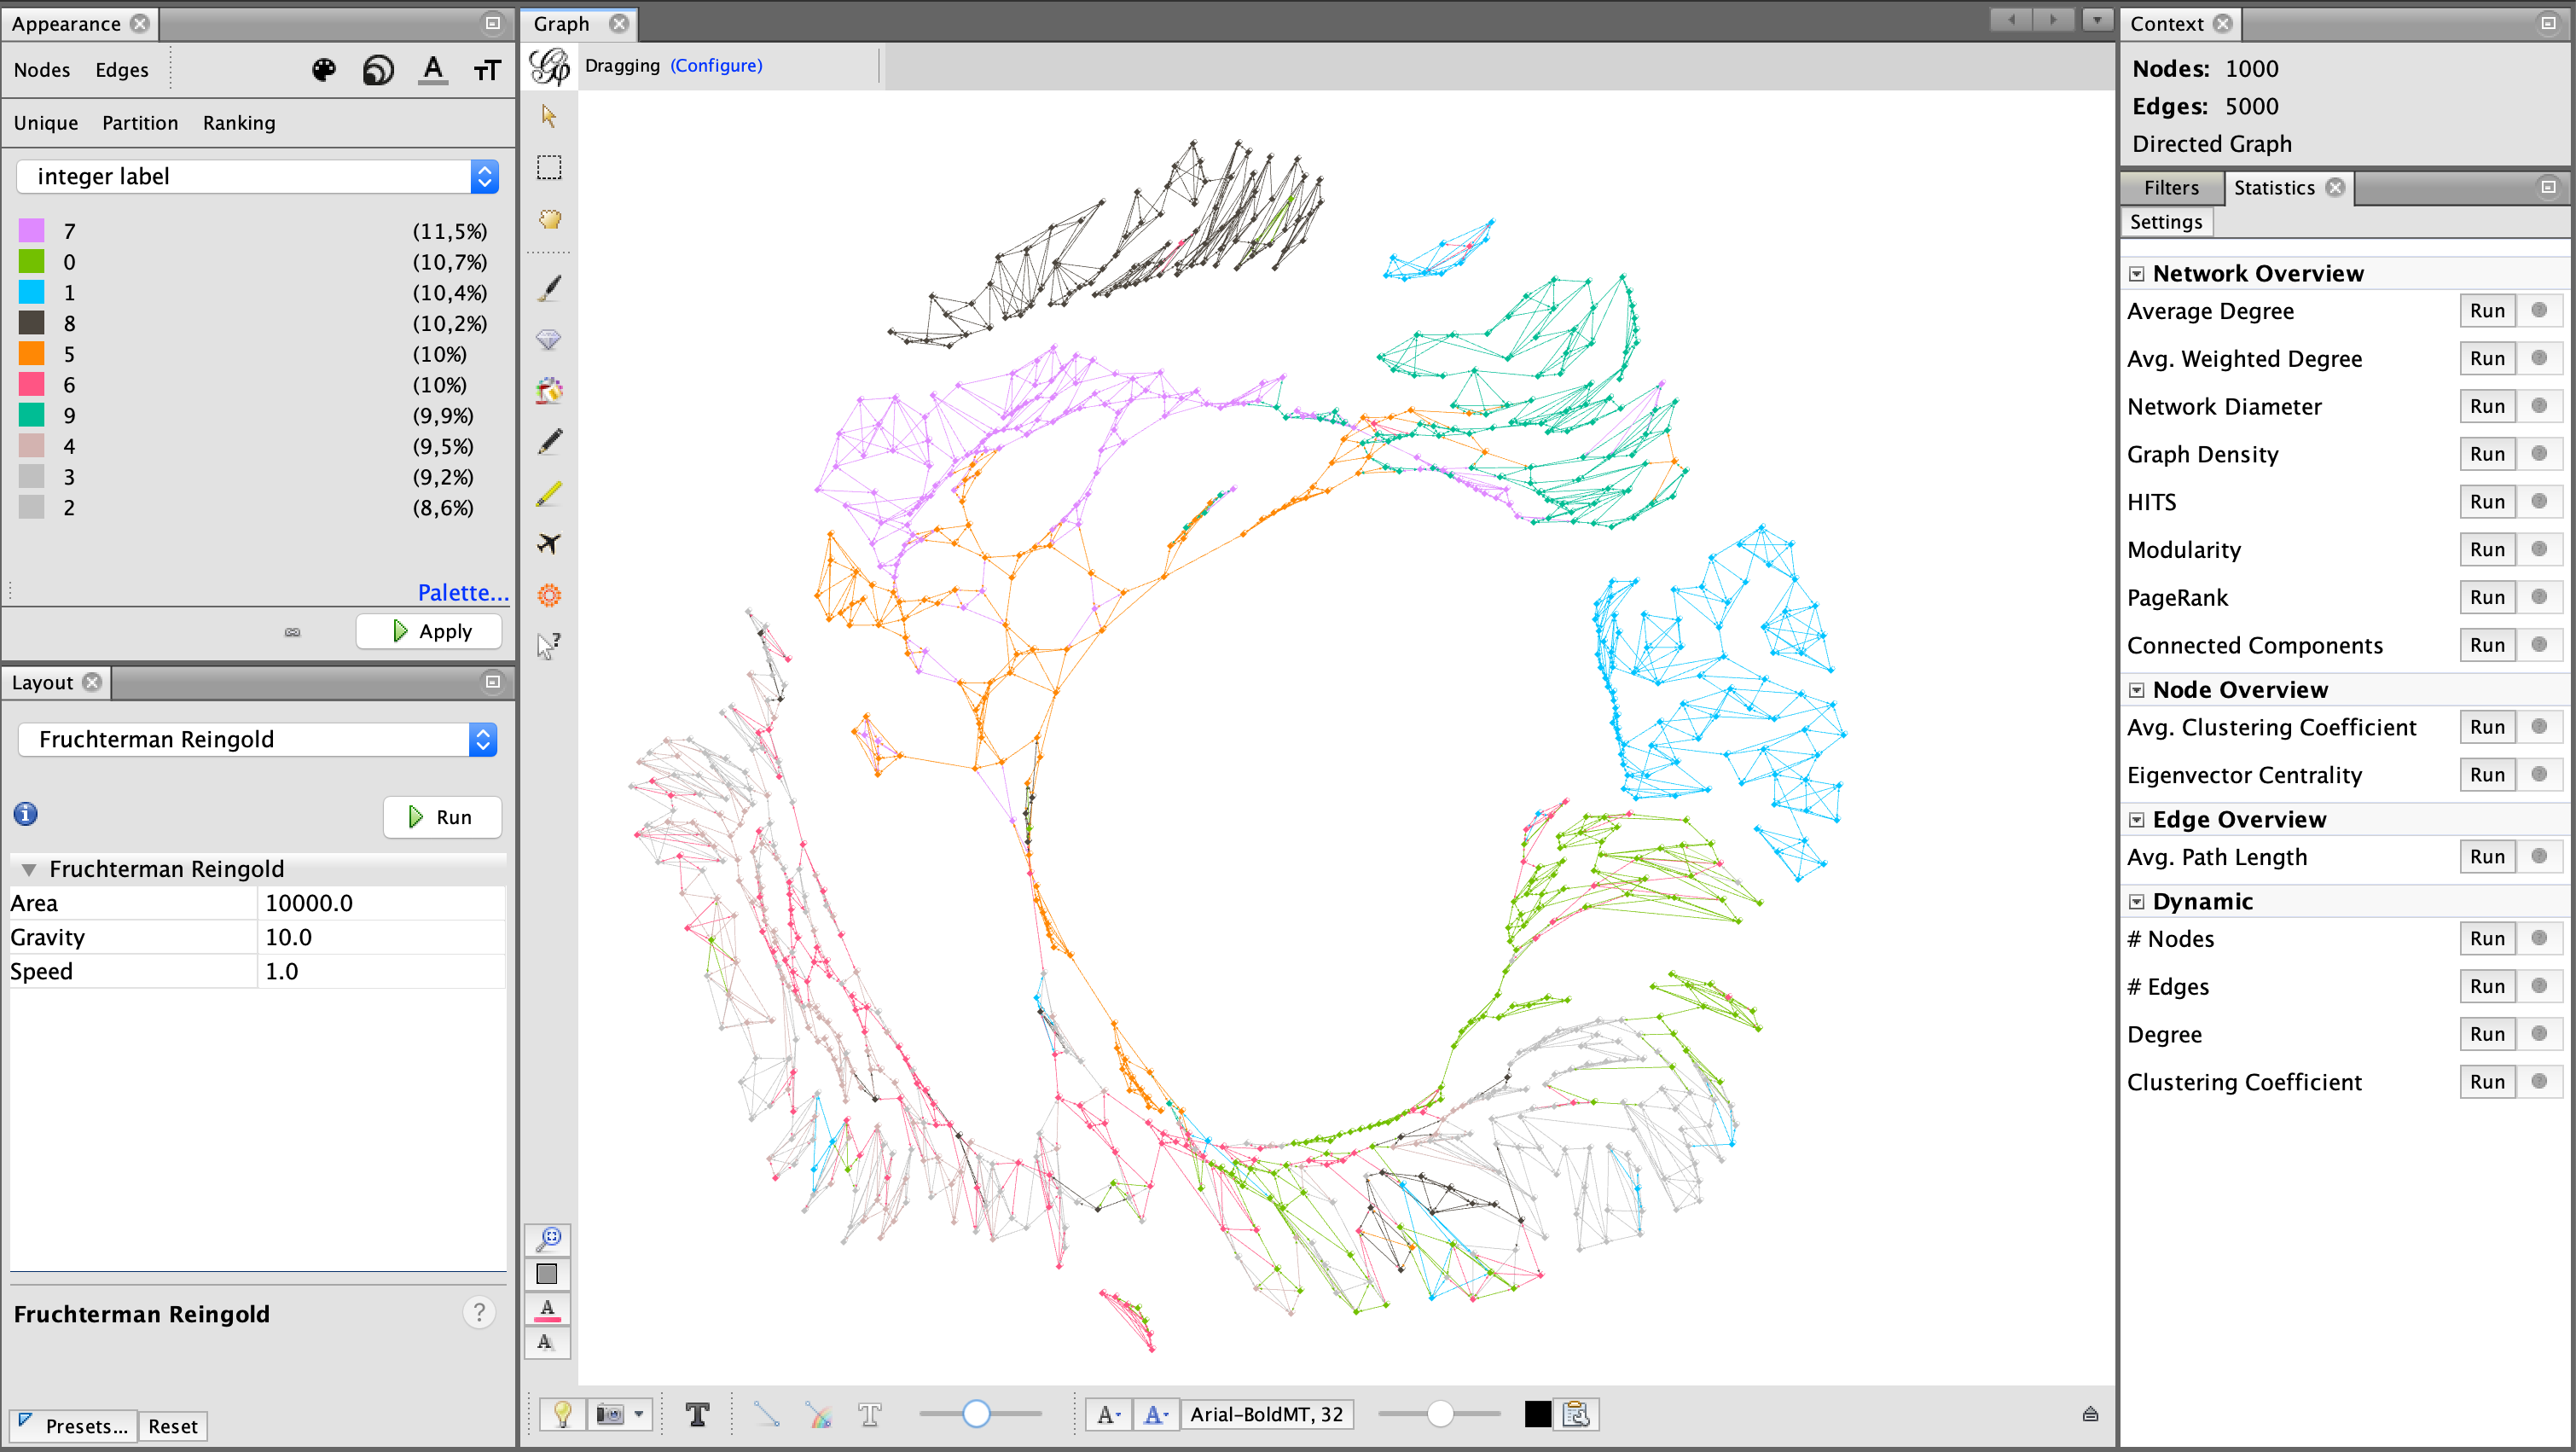 Appearance
Nodes Edges
Unique Partition Ranking
integer label
7 (11,5%)
0 (10,7%)
1 (10,4%)
8 (10,2%)
5 (10%)
6 (10%)
9 (9,9%)
4 (9,5%)
3 (9,2%)
2 (8,6%)
Palette...
Apply
Layout
Fruchterman Reingold
Run
Fruchterman Reingold
Area 10000.0
Gravity 10.0
Speed 1.0
Fruchterman Reingold
Presets... Reset
Graph
Dragging (Configure)
Arial-BoldMT, 32
Context
Nodes: 1000
Edges: 5000
Directed Graph
Filters Statistics
Settings
Network Overview
Average Degree Run
Avg. Weighted Degree Run
Network Diameter Run
Graph Density Run
HITS Run
Modularity Run
PageRank Run
Connected Components Run
Node Overview
Avg. Clustering Coefficient Run
Eigenvector Centrality Run
Edge Overview
Avg. Path Length Run
Dynamic
# Nodes Run
# Edges Run
Degree Run
Clustering Coefficient Run